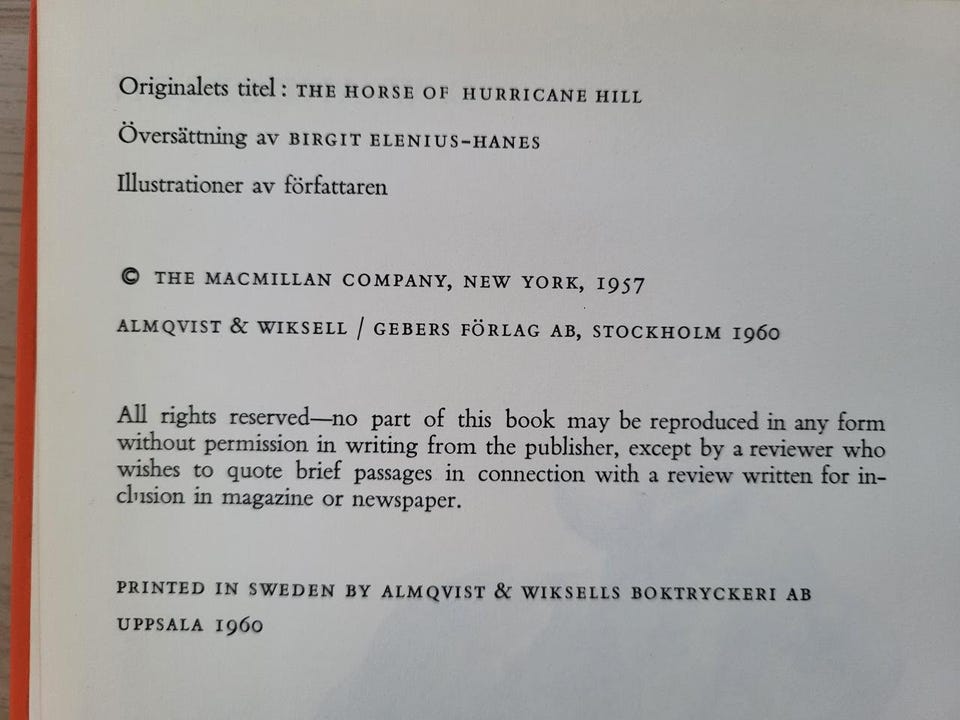 Originalets titel: THE HORSE OF HURRICANE HILL
Översättning av BIRGIT ELENIUS-HANES
Illustrationer av författaren
© THE MACMILLAN COMPANY, NEW YORK, 1957
ALMQVIST & WIKSELL / GEBERS FÖRLAG AB, STOCKHOLM 1960
All rights reserved—no part of this book may be reproduced in any form
without permission in writing from the publisher, except by a reviewer who
wishes to quote brief passages in connection with a review written for in-
clusion in magazine or newspaper.
PRINTED IN SWEDEN BY ALMQVIST & WIKSELLS BOKTRYCKERI AB
UPPSALA 1960